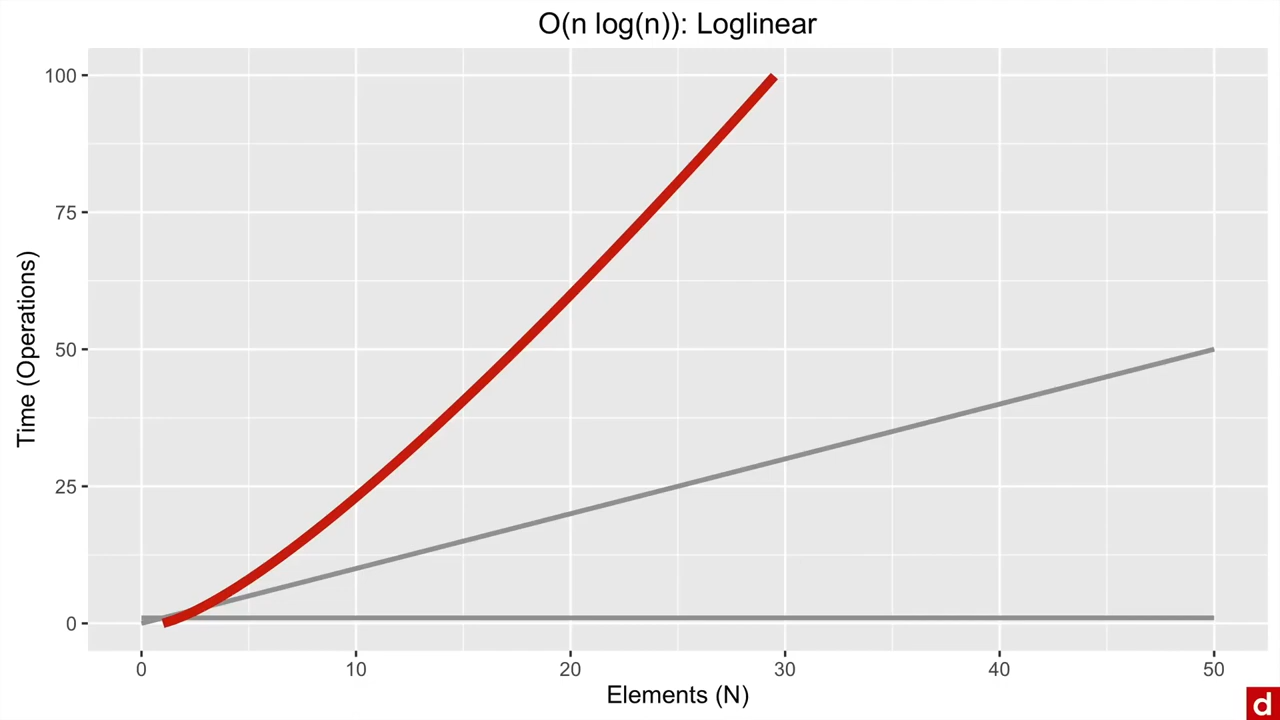 O(n log(n)): Loglinear
100
75
50
25
0
Time (Operations)
0 10 20 30 40 50
Elements (N)
d